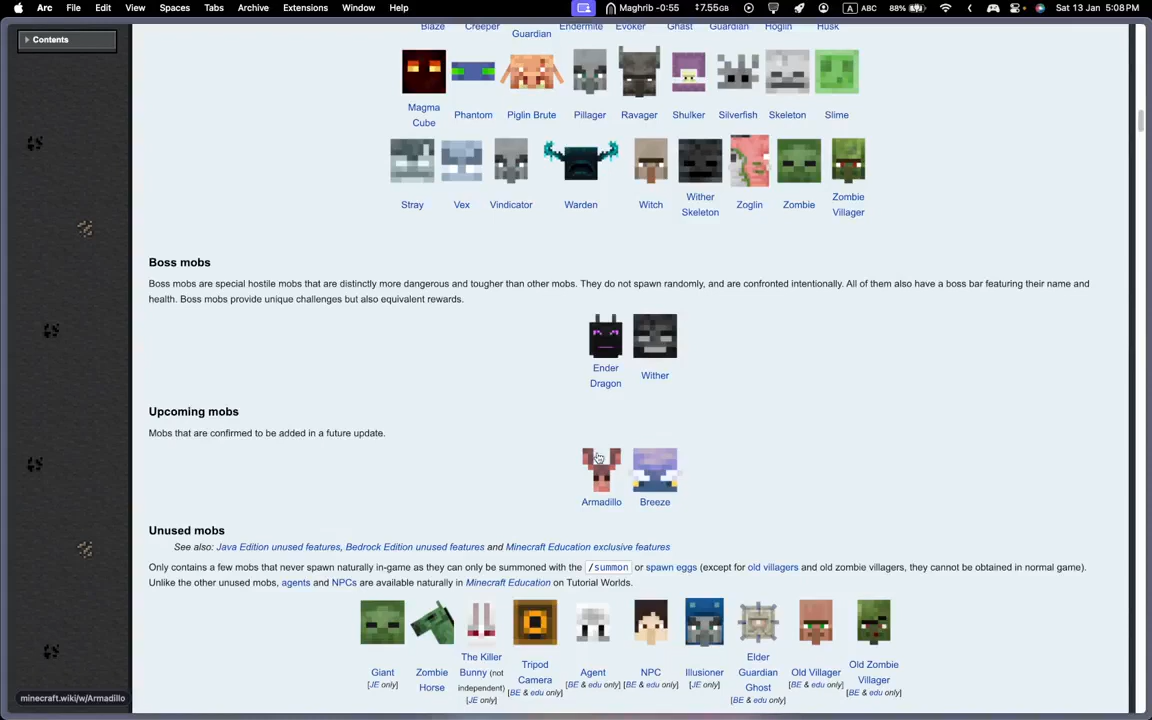 Arc File Edit View Spaces Tabs Archive Extensions Window Help Maghrib -0:55 7.55GB A ABC 88% Sat 13 Jan 5:08 PM
Contents
Blaze Creeper Endermite Evoker Ghast Guardian Hoglin Husk
Guardian
Magma Cube Phantom Piglin Brute Pillager Ravager Shulker Silverfish Skeleton Slime
Stray Vex Vindicator Warden Witch Wither Skeleton Zoglin Zombie Zombie Villager
Boss mobs
Boss mobs are special hostile mobs that are distinctly more dangerous and tougher than other mobs. They do not spawn randomly, and are confronted intentionally. All of them also have a boss bar featuring their name and
health. Boss mobs provide unique challenges but also equivalent rewards.
Ender Dragon Wither
Upcoming mobs
Mobs that are confirmed to be added in a future update.
Armadillo Breeze
Unused mobs
See also: Java Edition unused features, Bedrock Edition unused features and Minecraft Education exclusive features
Only contains a few mobs that never spawn naturally in-game as they can only be summoned with the /summon or spawn eggs (except for old villagers and old zombie villagers, they cannot be obtained in normal game).
Unlike the other unused mobs, agents and NPCs are available naturally in Minecraft Education on Tutorial Worlds.
Giant [JE only] Zombie Horse The Killer Bunny (not independent) [JE only] Tripod Camera [BE & edu only] Agent [BE & edu only] NPC [BE & edu only] Illusioner [JE only] Elder Guardian Ghost [BE & edu only] Old Villager [BE & edu only] Old Zombie Villager [BE & edu only]
minecraft.wiki/w/Armadillo